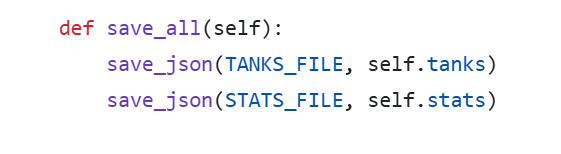 def save_all(self):
    save_json(TANKS_FILE, self.tanks)
    save_json(STATS_FILE, self.stats)